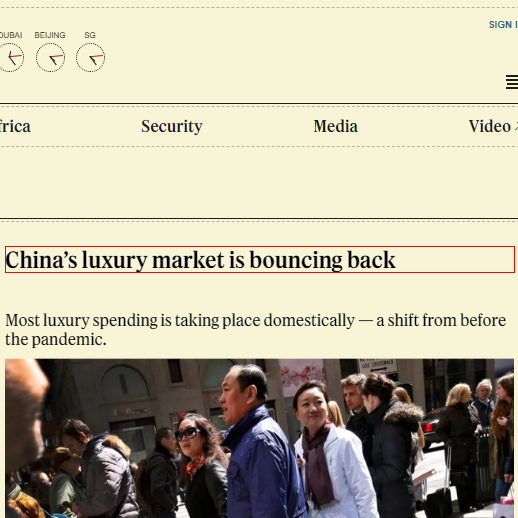 SIGN I
DUBAI BEIJING SG
frica Security Media Video
China's luxury market is bouncing back
Most luxury spending is taking place domestically — a shift from before
the pandemic.